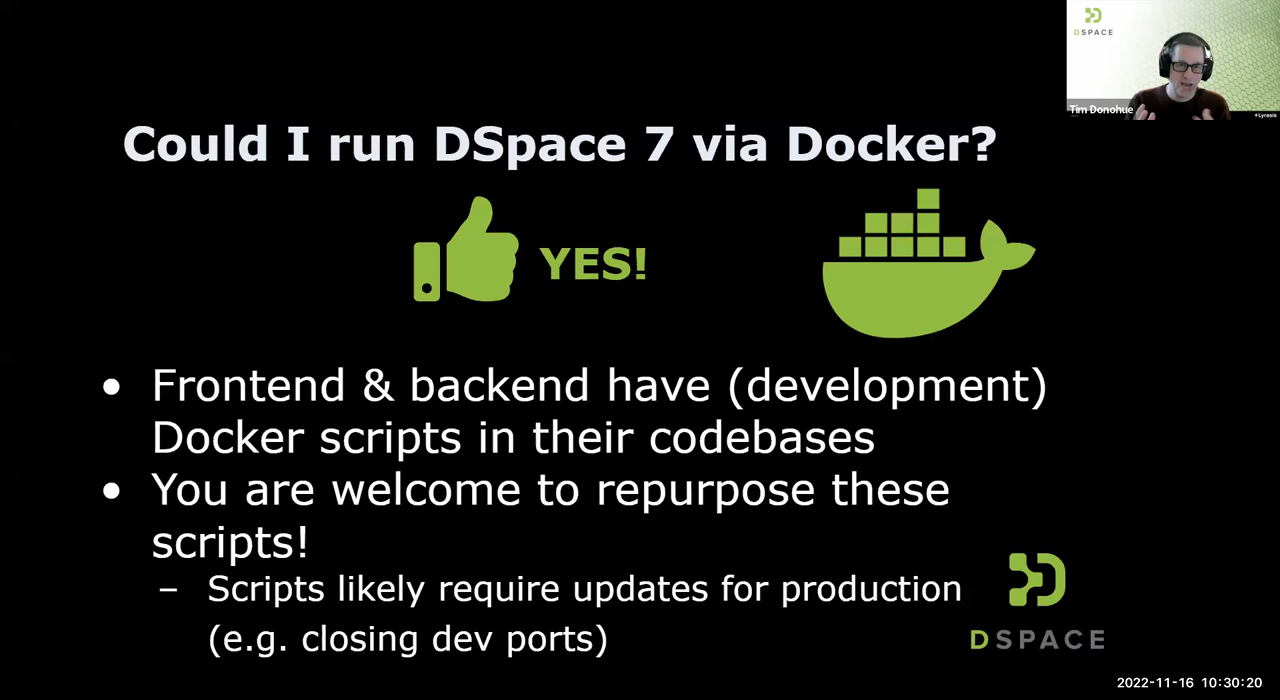 DSPACE
Tim Donohue
Lyrasis
Could I run DSpace 7 via Docker?
YES!
• Frontend & backend have (development)
Docker scripts in their codebases
• You are welcome to repurpose these
scripts!
– Scripts likely require updates for production
(e.g. closing dev ports)
DSPACE
2022-11-16 10:30:20